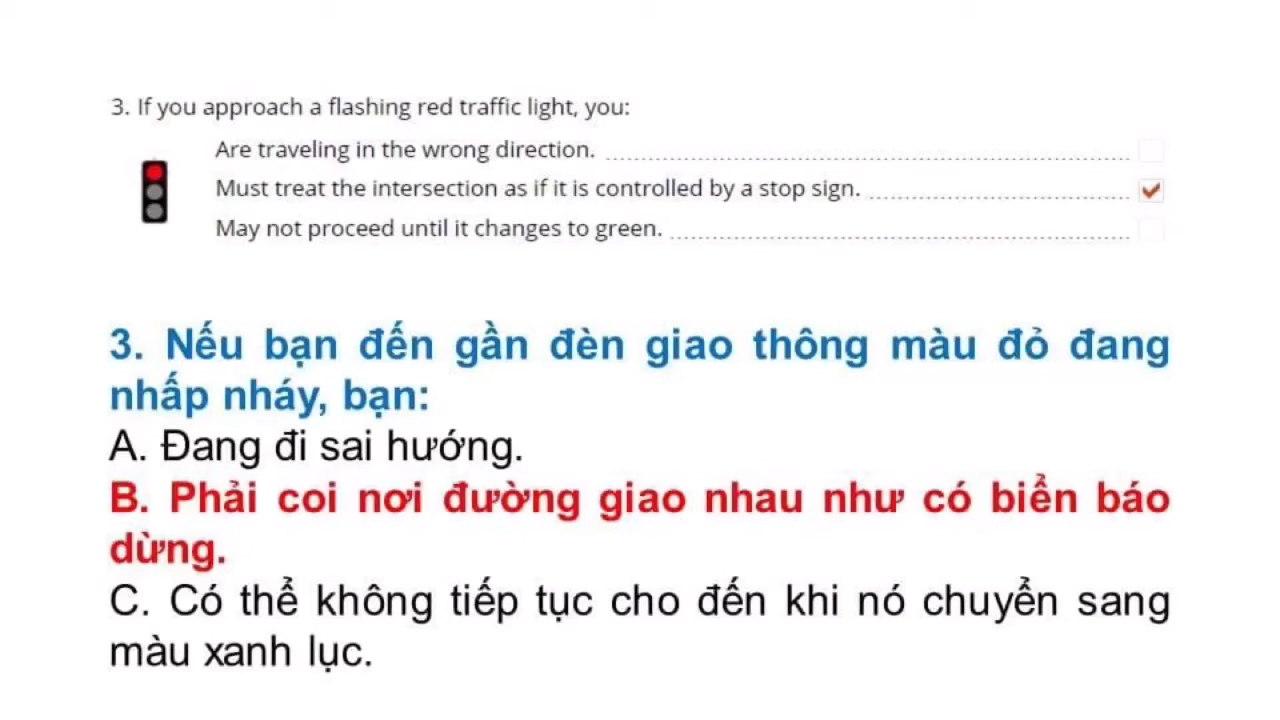 3. If you approach a flashing red traffic light, you:
Are traveling in the wrong direction.
Must treat the intersection as if it is controlled by a stop sign.
May not proceed until it changes to green.
3. Nếu bạn đến gần đèn giao thông màu đỏ đang
nhấp nháy, bạn:
A. Đang đi sai hướng.
B. Phải coi nơi đường giao nhau như có biển báo
dừng.
C. Có thể không tiếp tục cho đến khi nó chuyển sang
màu xanh lục.